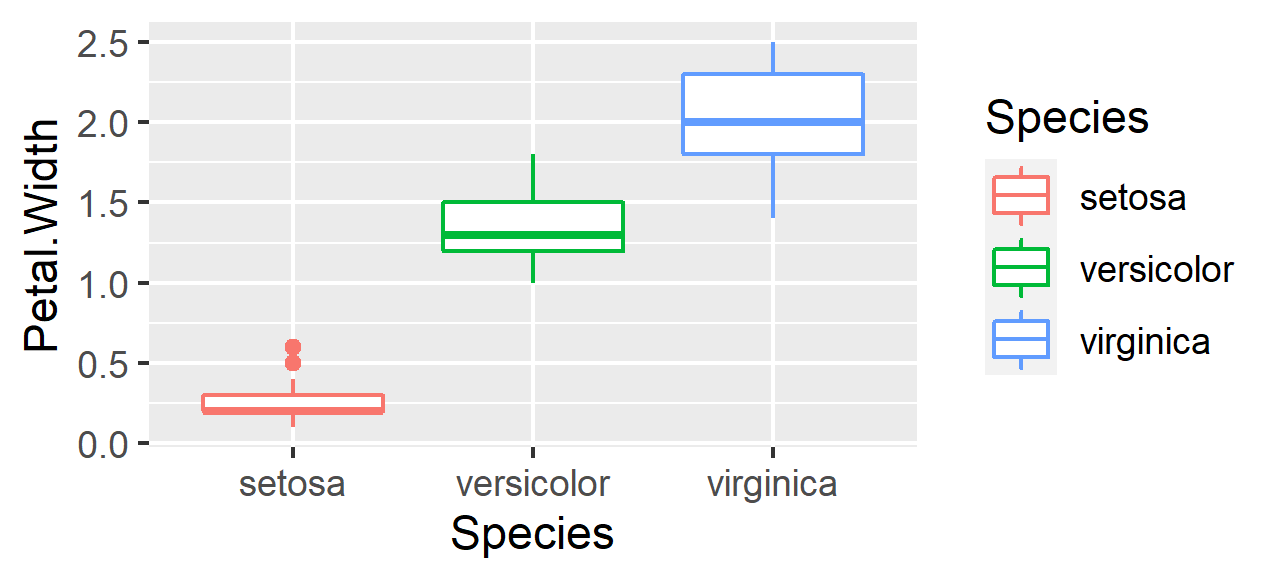 Petal.Width
2.5
2.0
1.5
1.0
0.5
0.0
setosa versicolor virginica
Species
Species
setosa
versicolor
virginica